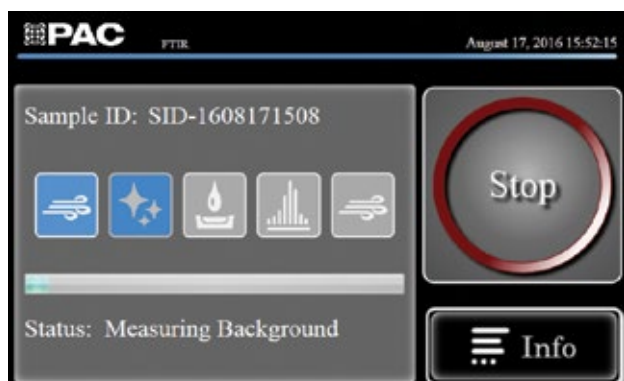 PAC
FTIR
August 17, 2016 15:52:15
Sample ID: SID-1608171508
Stop
Status: Measuring Background
Info